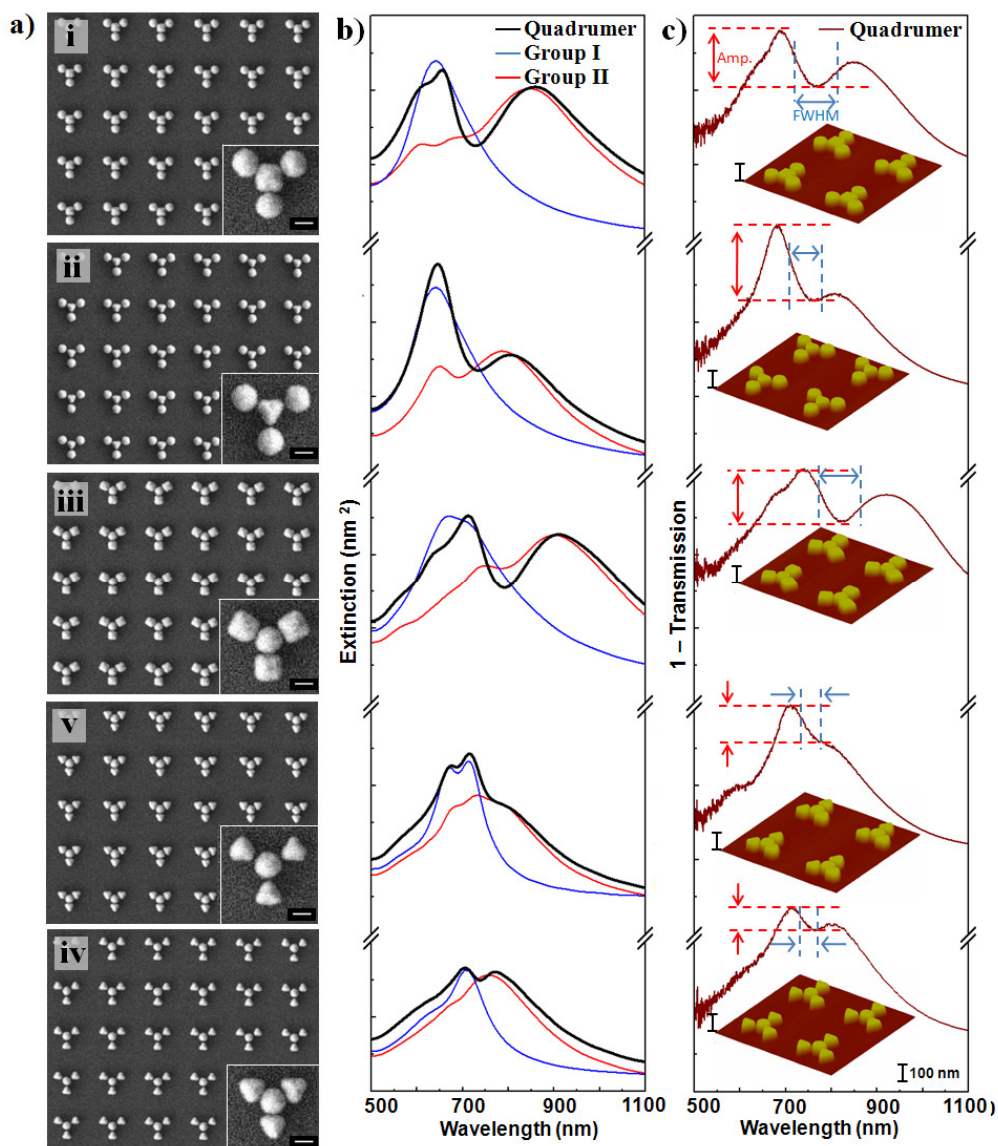 a)
i
ii
iii
v
iv
b)
Quadrumer
Group I
Group II
Extinction (nm²)
500 700 900 1100
Wavelength (nm)
c)
Quadrumer
Amp.
FWHM
1 – Transmission
100 nm
500 700 900 1100
Wavelength (nm)